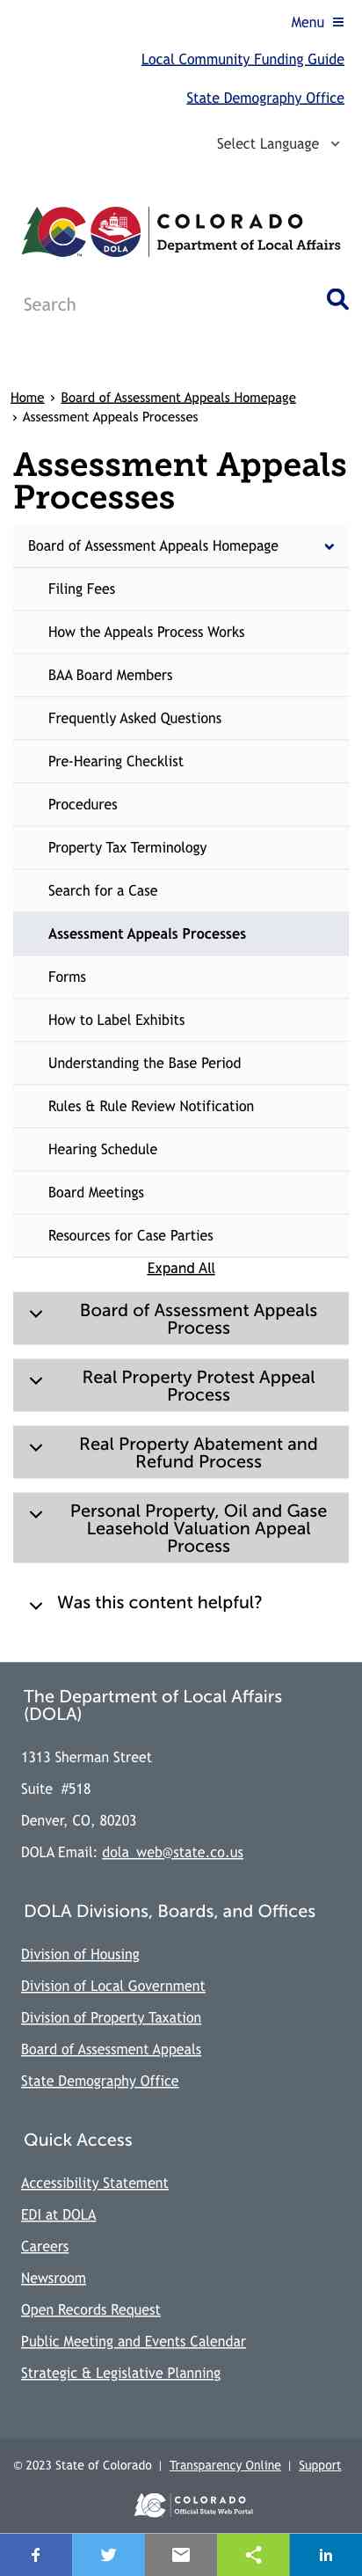 Menu
Local Community Funding Guide
State Demography Office
Select Language
COLORADO
Department of Local Affairs
DOLA
Search
Home › Board of Assessment Appeals Homepage
› Assessment Appeals Processes
Assessment Appeals
Processes
Board of Assessment Appeals Homepage
Filing Fees
How the Appeals Process Works
BAA Board Members
Frequently Asked Questions
Pre-Hearing Checklist
Procedures
Property Tax Terminology
Search for a Case
Assessment Appeals Processes
Forms
How to Label Exhibits
Understanding the Base Period
Rules & Rule Review Notification
Hearing Schedule
Board Meetings
Resources for Case Parties
Expand All
Board of Assessment Appeals
Process
Real Property Protest Appeal
Process
Real Property Abatement and
Refund Process
Personal Property, Oil and Gase
Leasehold Valuation Appeal
Process
Was this content helpful?
The Department of Local Affairs
(DOLA)
1313 Sherman Street
Suite #518
Denver, CO, 80203
DOLA Email: dola_web@state.co.us
DOLA Divisions, Boards, and Offices
Division of Housing
Division of Local Government
Division of Property Taxation
Board of Assessment Appeals
State Demography Office
Quick Access
Accessibility Statement
EDI at DOLA
Careers
Newsroom
Open Records Request
Public Meeting and Events Calendar
Strategic & Legislative Planning
© 2023 State of Colorado | Transparency Online | Support
COLORADO
Official State Web Portal